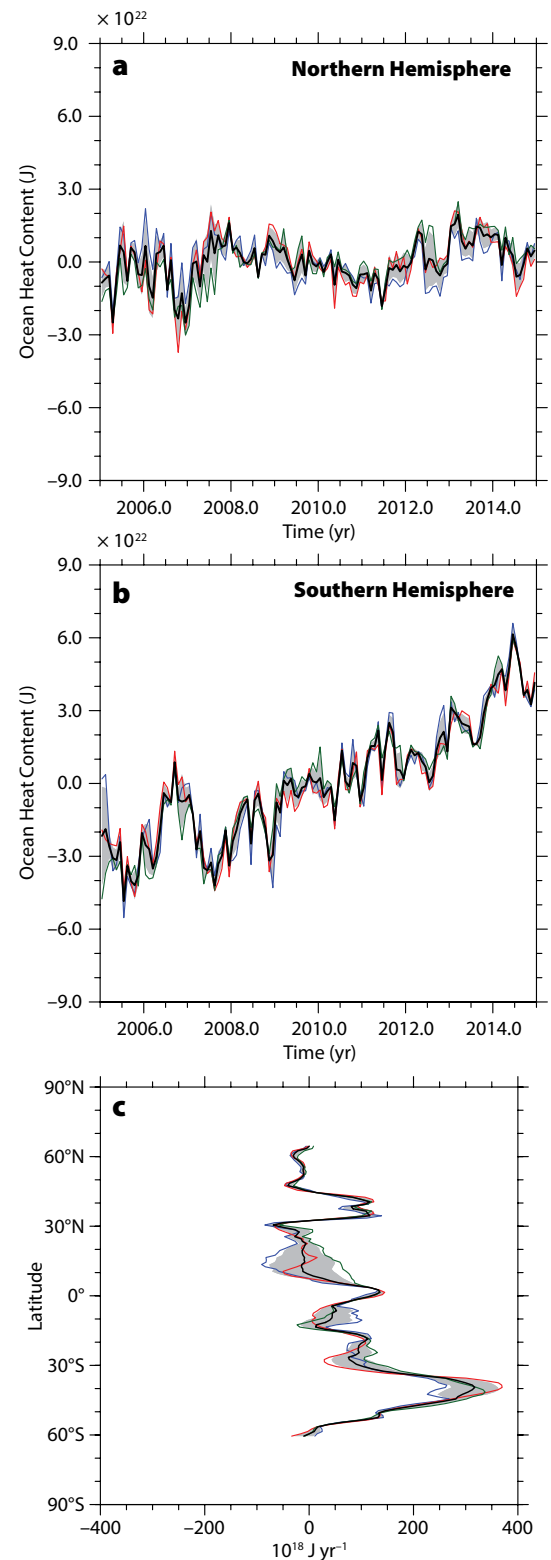 × 10²²
a Northern Hemisphere
9.0
6.0
3.0
0.0
−3.0
−6.0
−9.0
Ocean Heat Content (J)
2006.0 2008.0 2010.0 2012.0 2014.0
Time (yr)
× 10²²
b Southern Hemisphere
9.0
6.0
3.0
0.0
−3.0
−6.0
−9.0
Ocean Heat Content (J)
2006.0 2008.0 2010.0 2012.0 2014.0
Time (yr)
c
90°N
60°N
30°N
0°
30°S
60°S
90°S
Latitude
−400 −200 0 200 400
10¹⁸ J yr⁻¹